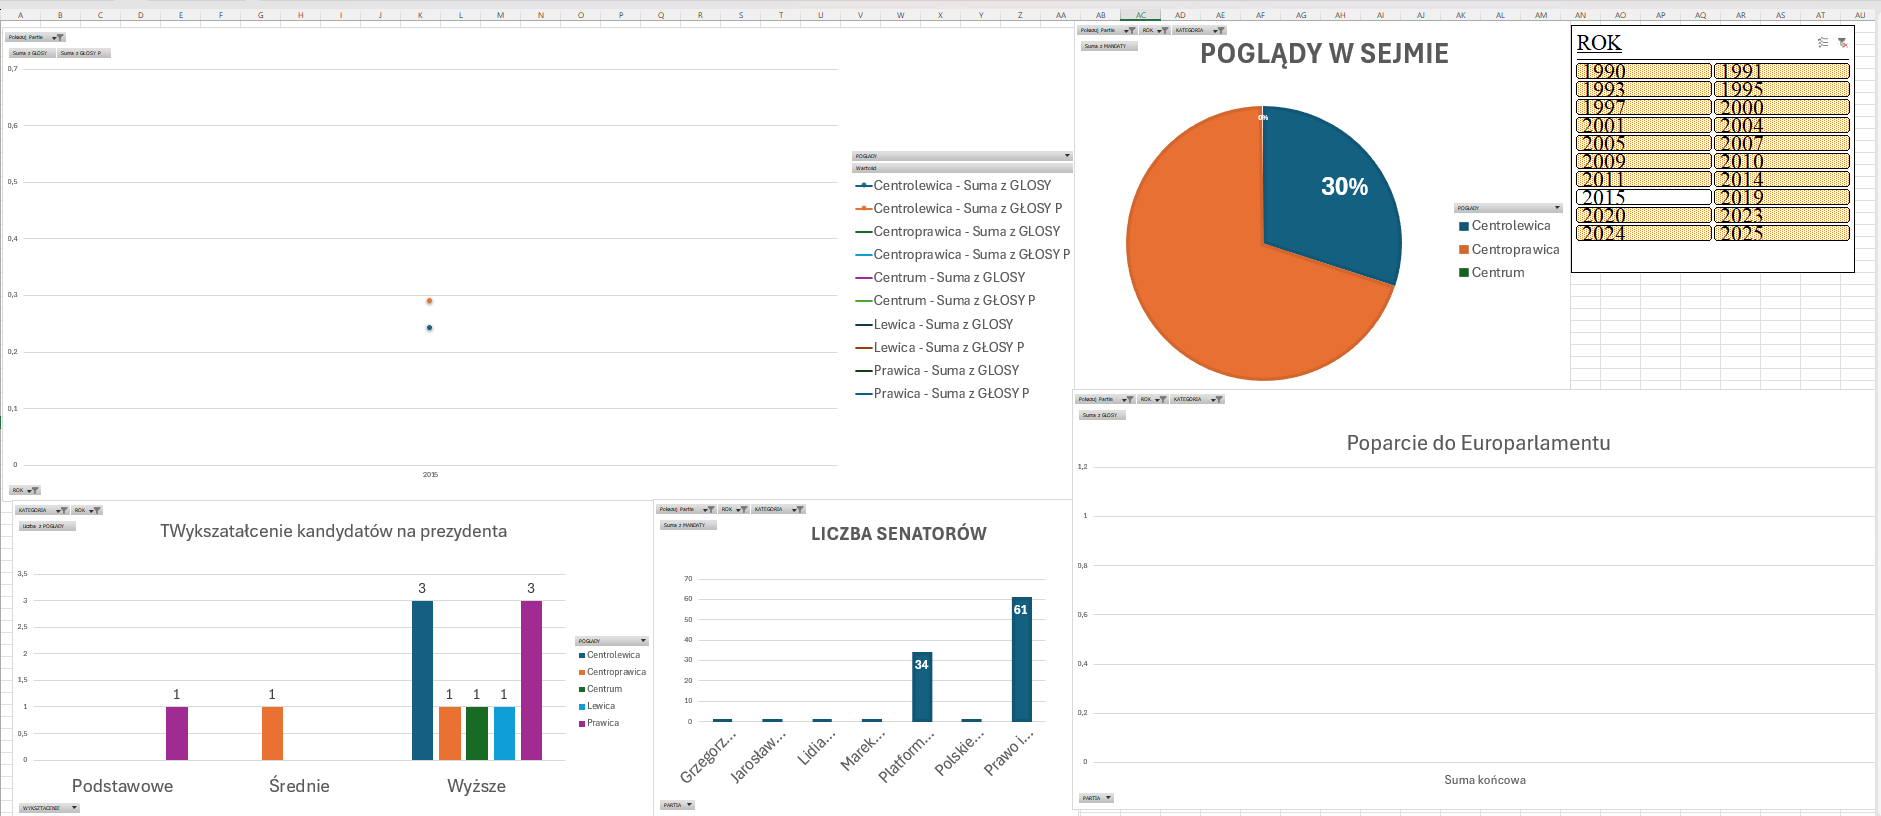 A B C D E F G H I J K L M N O P Q R S T U V W X Y Z AA AB AC AD AE AF AG AH AI AJ AK AL AM AN AO AP AQ AR AS AT AU
Pokazuj_Partie
Suma z GLOSY Suma z GŁOSY P
0,7
0,6
0,5
0,4
0,3
0,2
0,1
0
2015
ROK
POGLADY
Wartości
Centrolewica - Suma z GLOSY
Centrolewica - Suma z GŁOSY P
Centroprawica - Suma z GLOSY
Centroprawica - Suma z GŁOSY P
Centrum - Suma z GLOSY
Centrum - Suma z GŁOSY P
Lewica - Suma z GLOSY
Lewica - Suma z GŁOSY P
Prawica - Suma z GLOSY
Prawica - Suma z GŁOSY P
Pokazuj_Partie ROK KATEGORIA
Suma z MANDATY
POGLĄDY W SEJMIE
0%
30%
POGLADY
Centrolewica
Centroprawica
Centrum
ROK
1990 1991
1993 1995
1997 2000
2001 2004
2005 2007
2009 2010
2011 2014
2015 2019
2020 2023
2024 2025
KATEGORIA ROK
Liczba z POGLADY
TWykszatałcenie kandydatów na prezydenta
3,5
3
2,5
2
1,5
1
0,5
0
1
1
3
1
1
1
3
Podstawowe Średnie Wyższe
WYKSZTACENIE
POGLADY
Centrolewica
Centroprawica
Centrum
Lewica
Prawica
Pokazuj_Partie ROK KATEGORIA
Suma z MANDATY
LICZBA SENATORÓW
70
60
50
40
30
20
10
0
34
61
Grzegorz...
Jarosław...
Lidia...
Marek...
Platform...
Polskie...
Prawo i...
PARTIA
Pokazuj_Partie ROK KATEGORIA
Suma z GLOSY
Poparcie do Europarlamentu
1,2
1
0,8
0,6
0,4
0,2
0
Suma końcowa
PARTIA